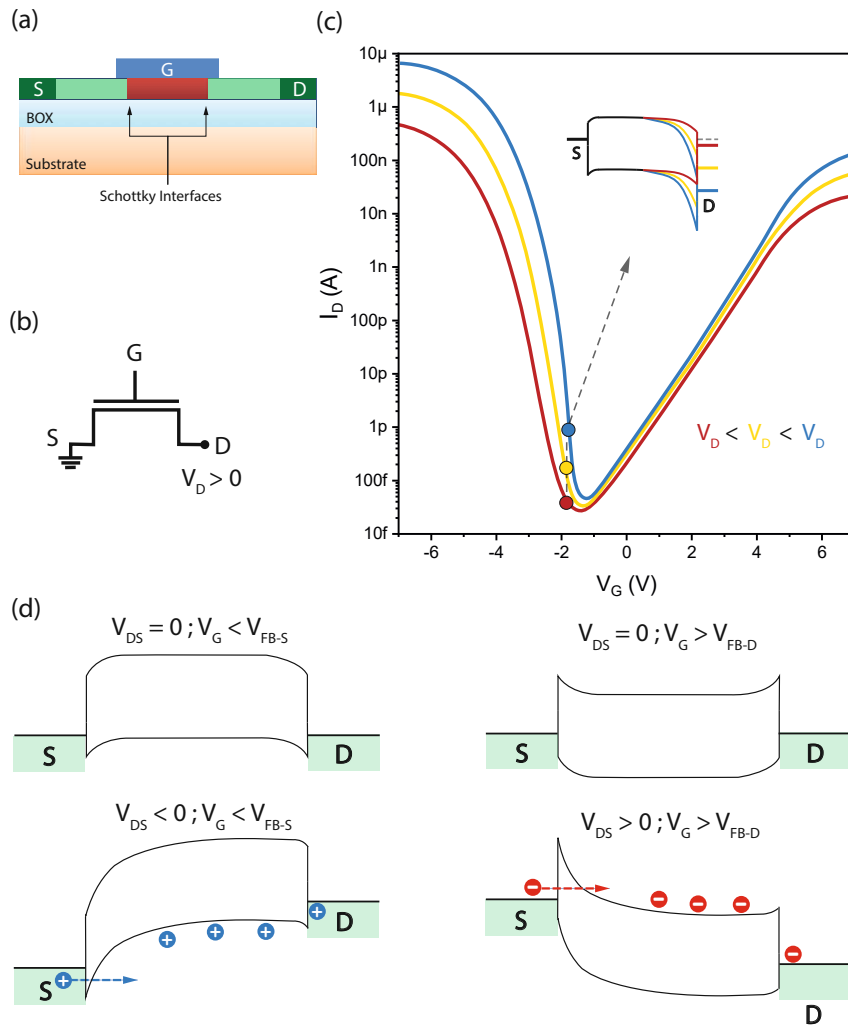 (a)
G
S
D
BOX
Substrate
Schottky Interfaces
(b)
G
S
D
V_D > 0
(c)
10µ
1µ
100n
10n
1n
100p
10p
1p
100f
10f
I_D (A)
-6
-4
-2
0
2
4
6
V_G (V)
S
D
V_D < V_D < V_D
(d)
V_DS = 0 ; V_G < V_FB-S
S
D
V_DS = 0 ; V_G > V_FB-D
S
D
V_DS < 0 ; V_G < V_FB-S
S
D
V_DS > 0 ; V_G > V_FB-D
S
D